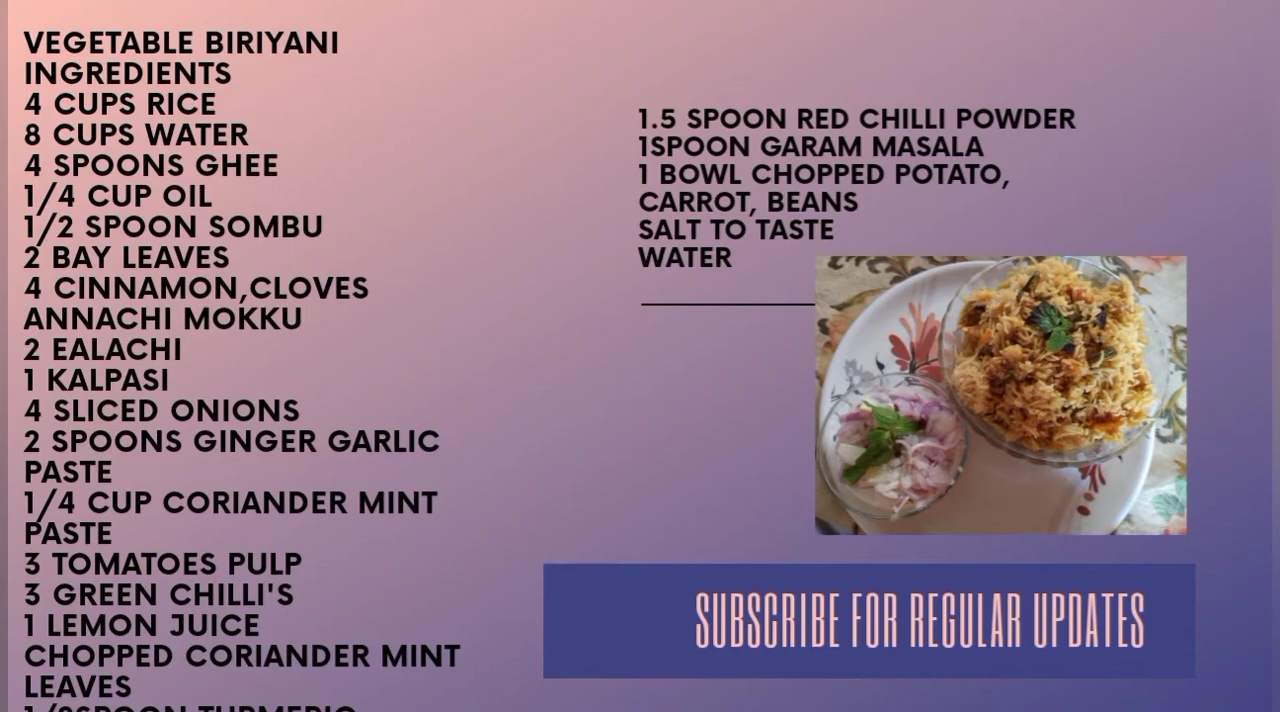 VEGETABLE BIRIYANI
INGREDIENTS
4 CUPS RICE
8 CUPS WATER
4 SPOONS GHEE
1/4 CUP OIL
1/2 SPOON SOMBU
2 BAY LEAVES
4 CINNAMON,CLOVES
ANNACHI MOKKU
2 EALACHI
1 KALPASI
4 SLICED ONIONS
2 SPOONS GINGER GARLIC
PASTE
1/4 CUP CORIANDER MINT
PASTE
3 TOMATOES PULP
3 GREEN CHILLI'S
1 LEMON JUICE
CHOPPED CORIANDER MINT
LEAVES
1.5 SPOON RED CHILLI POWDER
1SPOON GARAM MASALA
1 BOWL CHOPPED POTATO,
CARROT, BEANS
SALT TO TASTE
WATER
SUBSCRIBE FOR REGULAR UPDATES